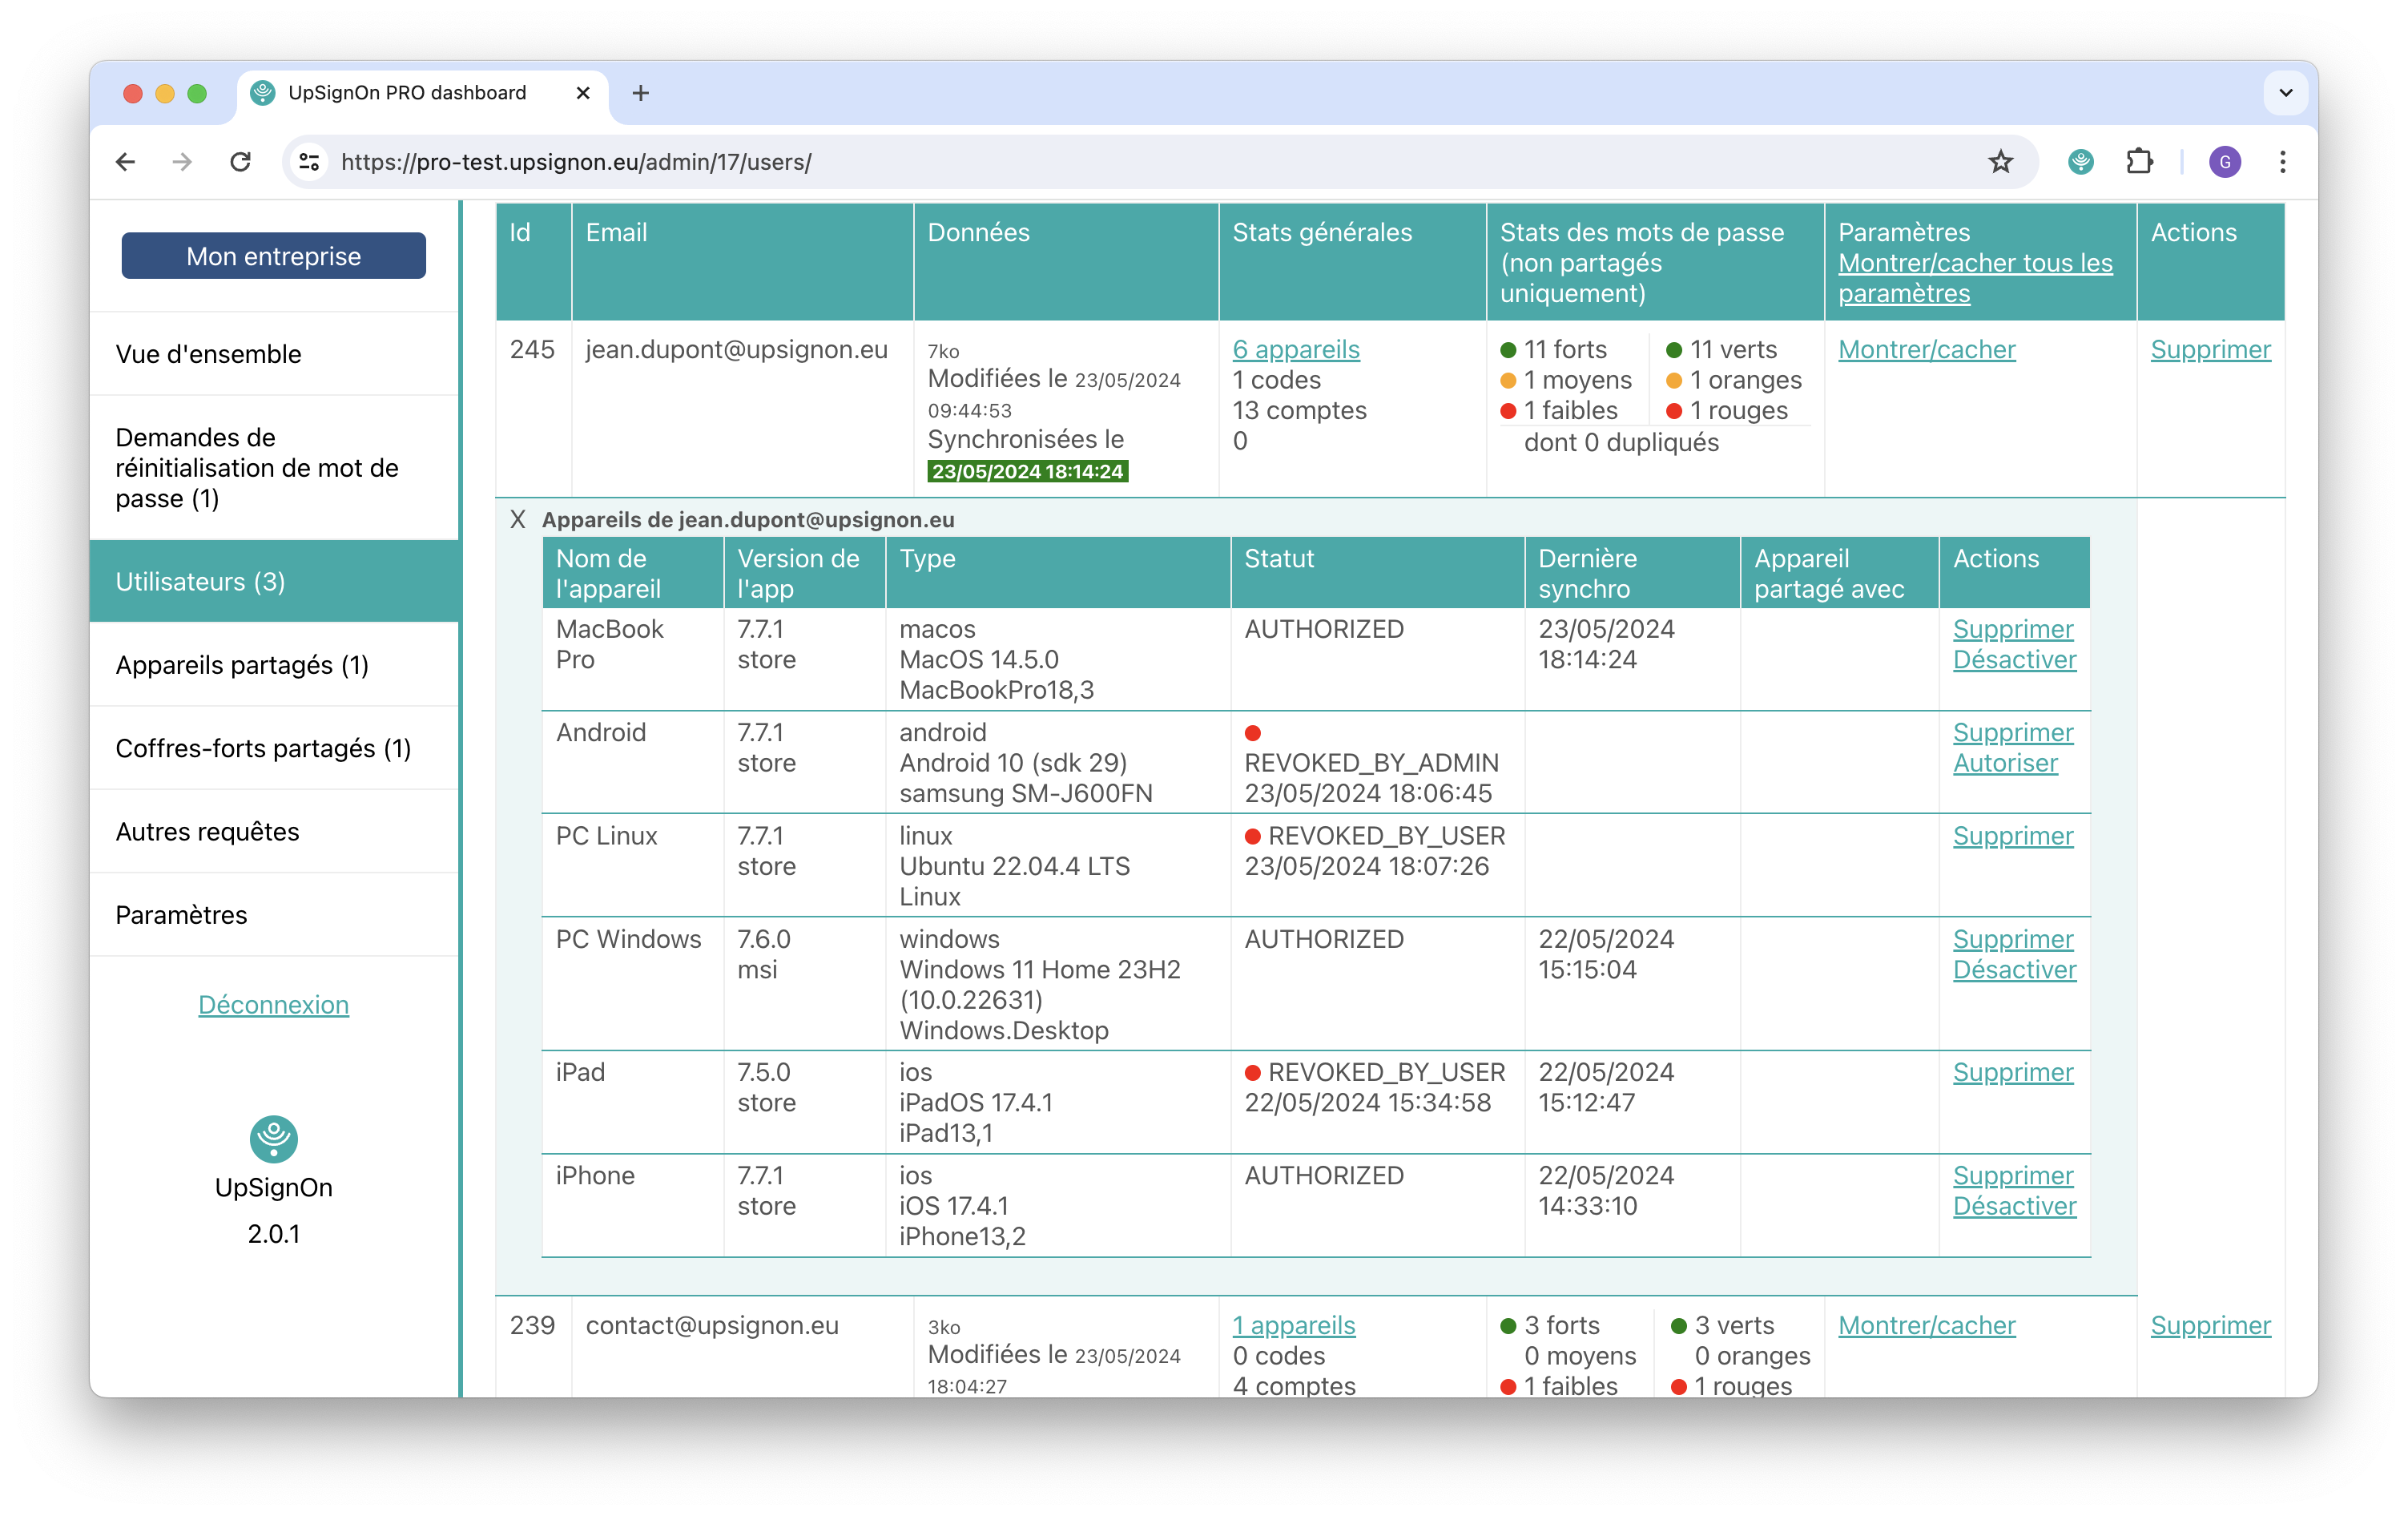 UpSignOn PRO dashboard
https://pro-test.upsignon.eu/admin/17/users/
G
Mon entreprise
Vue d'ensemble
Demandes de
réinitialisation de mot de
passe (1)
Utilisateurs (3)
Appareils partagés (1)
Coffres-forts partagés (1)
Autres requêtes
Paramètres
Déconnexion
UpSignOn
2.0.1
Id
Email
Données
Stats générales
Stats des mots de passe
(non partagés
uniquement)
Paramètres
Montrer/cacher tous les
paramètres
Actions
245
jean.dupont@upsignon.eu
7ko
Modifiées le 23/05/2024
09:44:53
Synchronisées le
23/05/2024 18:14:24
6 appareils
1 codes
13 comptes
0
11 forts
1 moyens
1 faibles
11 verts
1 oranges
1 rouges
dont 0 dupliqués
Montrer/cacher
Supprimer
X Appareils de jean.dupont@upsignon.eu
Nom de
l'appareil
Version de
l'app
Type
Statut
Dernière
synchro
Appareil
partagé avec
Actions
MacBook
Pro
7.7.1
store
macos
MacOS 14.5.0
MacBookPro18,3
AUTHORIZED
23/05/2024
18:14:24
Supprimer
Désactiver
Android
7.7.1
store
android
Android 10 (sdk 29)
samsung SM-J600FN
REVOKED_BY_ADMIN
23/05/2024 18:06:45
Supprimer
Autoriser
PC Linux
7.7.1
store
linux
Ubuntu 22.04.4 LTS
Linux
REVOKED_BY_USER
23/05/2024 18:07:26
Supprimer
PC Windows
7.6.0
msi
windows
Windows 11 Home 23H2
(10.0.22631)
Windows.Desktop
AUTHORIZED
22/05/2024
15:15:04
Supprimer
Désactiver
iPad
7.5.0
store
ios
iPadOS 17.4.1
iPad13,1
REVOKED_BY_USER
22/05/2024 15:34:58
22/05/2024
15:12:47
Supprimer
iPhone
7.7.1
store
ios
iOS 17.4.1
iPhone13,2
AUTHORIZED
22/05/2024
14:33:10
Supprimer
Désactiver
239
contact@upsignon.eu
3ko
Modifiées le 23/05/2024
18:04:27
1 appareils
0 codes
4 comptes
3 forts
0 moyens
1 faibles
3 verts
0 oranges
1 rouges
Montrer/cacher
Supprimer